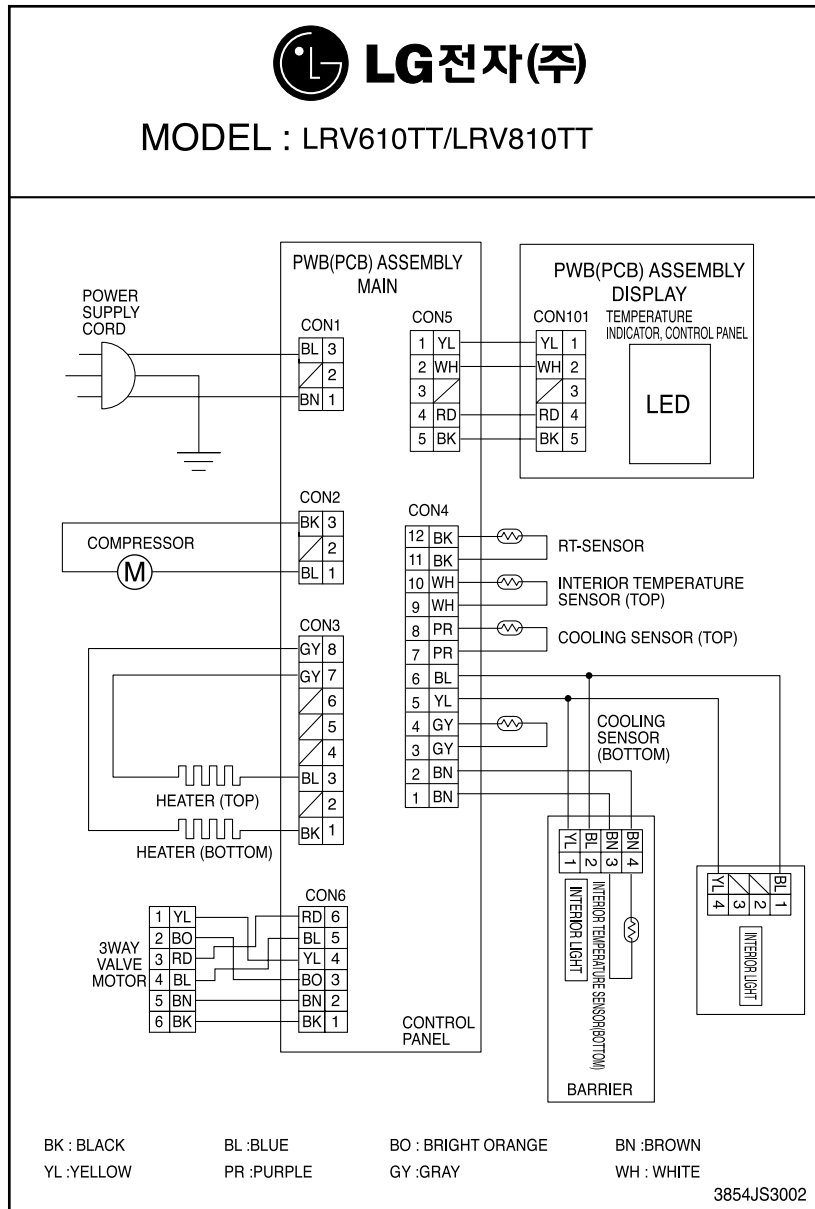 LG전자(주)
MODEL : LRV610TT/LRV810TT
POWER
SUPPLY
CORD
PWB(PCB) ASSEMBLY
MAIN
CON1
BL 3
2
BN 1
CON5
1 YL
2 WH
3
4 RD
5 BK
PWB(PCB) ASSEMBLY
DISPLAY
TEMPERATURE
INDICATOR, CONTROL PANEL
CON101
YL 1
WH 2
3
RD 4
BK 5
LED
COMPRESSOR
M
CON2
BK 3
2
BL 1
CON4
12 BK
11 BK
10 WH
9 WH
8 PR
7 PR
6 BL
5 YL
4 GY
3 GY
2 BN
1 BN
RT-SENSOR
INTERIOR TEMPERATURE
SENSOR (TOP)
COOLING SENSOR (TOP)
COOLING
SENSOR
(BOTTOM)
CON3
GY 8
GY 7
6
5
4
BL 3
2
BK 1
HEATER (TOP)
HEATER (BOTTOM)
YL 1
BL 2
BN 3
BN 4
INTERIOR LIGHT
INTERIOR TEMPERATURE SENSOR(BOTTOM)
BARRIER
YL 4
3
2
BL 1
INTERIOR LIGHT
3WAY
VALVE
MOTOR
1 YL
2 BO
3 RD
4 BL
5 BN
6 BK
CON6
RD 6
BL 5
YL 4
BO 3
BN 2
BK 1
CONTROL
PANEL
BK : BLACK BL :BLUE BO : BRIGHT ORANGE BN :BROWN
YL :YELLOW PR :PURPLE GY :GRAY WH : WHITE
3854JS3002